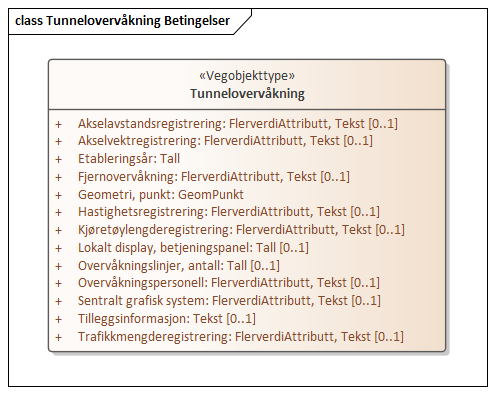 class Tunnelovervåkning Betingelser
«Vegobjekttype»
Tunnelovervåkning
+ Akselavstandsregistrering: FlerverdiAttributt, Tekst [0..1]
+ Akselvektregistrering: FlerverdiAttributt, Tekst [0..1]
+ Etableringsår: Tall
+ Fjernovervåkning: FlerverdiAttributt, Tekst [0..1]
+ Geometri, punkt: GeomPunkt
+ Hastighetsregistrering: FlerverdiAttributt, Tekst [0..1]
+ Kjøretøylengderegistrering: FlerverdiAttributt, Tekst [0..1]
+ Lokalt display, betjeningspanel: Tall [0..1]
+ Overvåkningslinjer, antall: Tall [0..1]
+ Overvåkningspersonell: FlerverdiAttributt, Tekst [0..1]
+ Sentralt grafisk system: FlerverdiAttributt, Tekst [0..1]
+ Tilleggsinformasjon: Tekst [0..1]
+ Trafikkmengderegistrering: FlerverdiAttributt, Tekst [0..1]